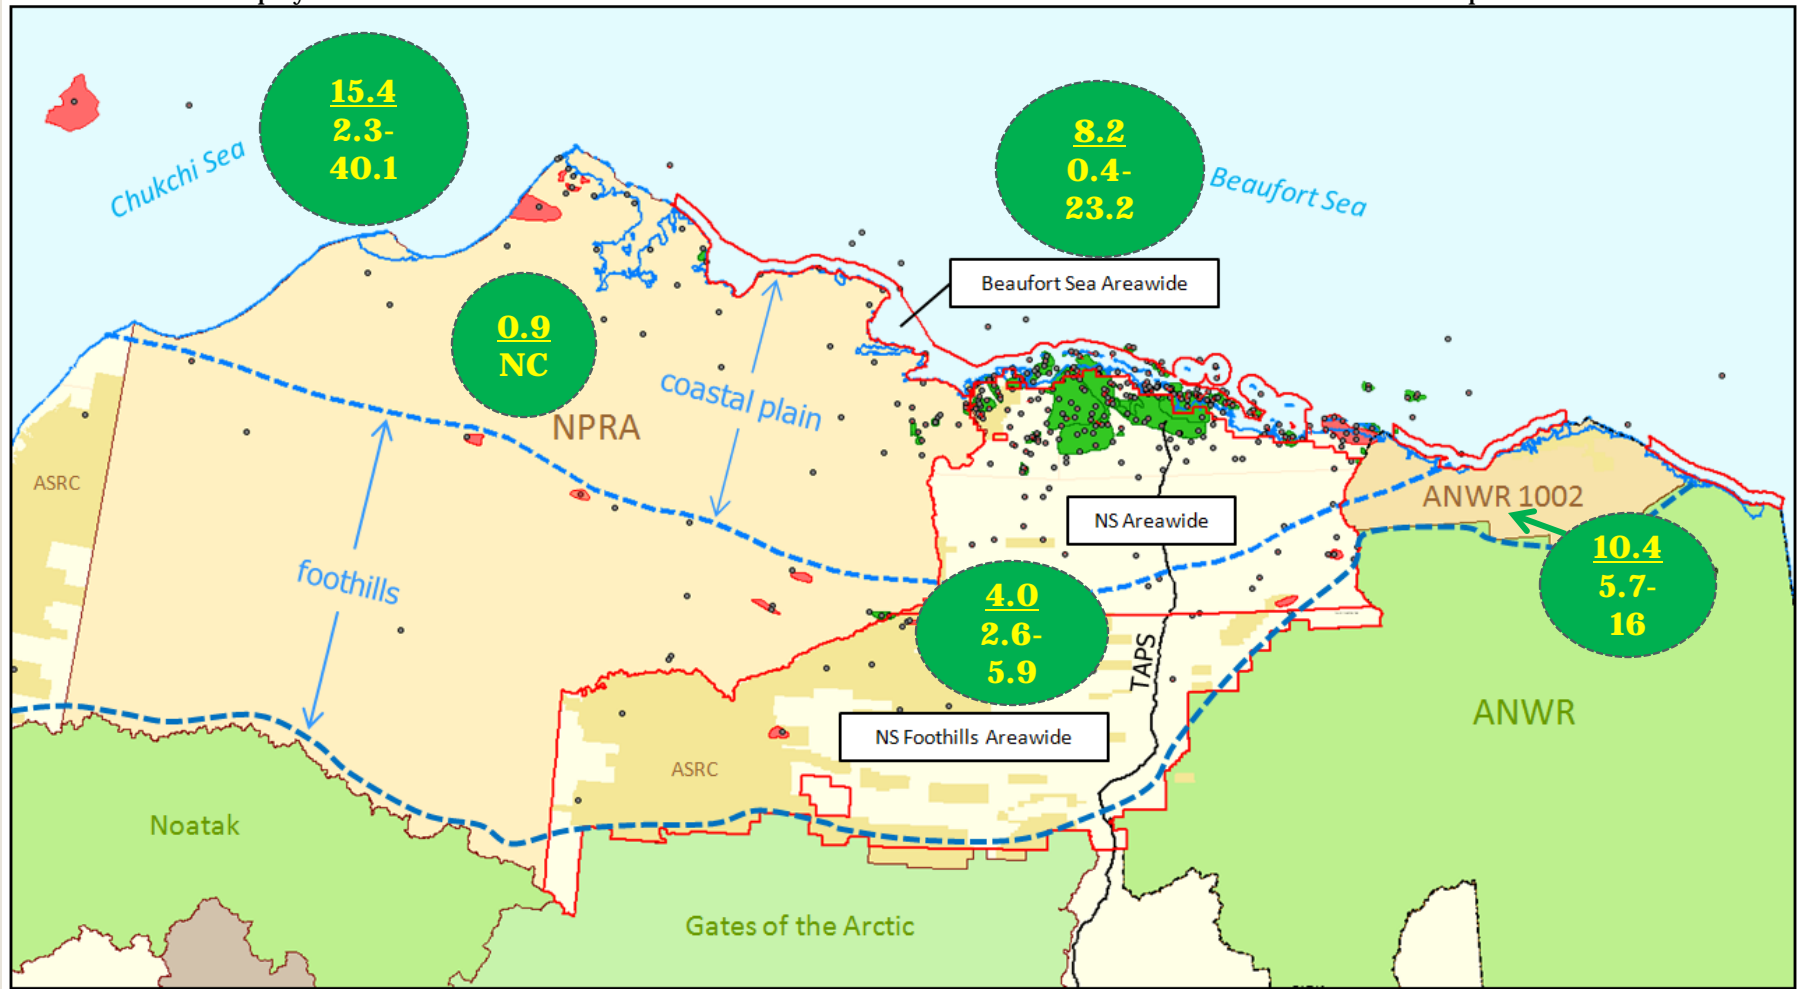 15.4
2.3-
40.1
8.2
0.4-
23.2
Chukchi Sea
Beaufort Sea
Beaufort Sea Areawide
0.9
NC
coastal plain
NPRA
ASRC
ANWR 1002
NS Areawide
10.4
5.7-
16
foothills
4.0
2.6-
5.9
TAPS
ANWR
NS Foothills Areawide
ASRC
Noatak
Gates of the Arctic